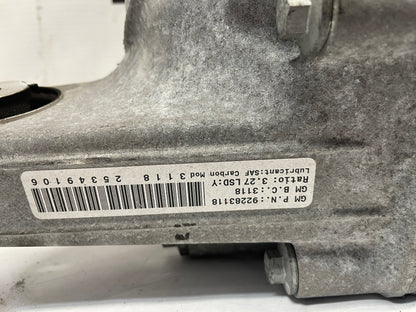 GM P.N.:92283118
GM B.C.:3118
Ratio: 3.27 LSD:Y
Lubricant:SAF Carbon Mod
3118 25349106